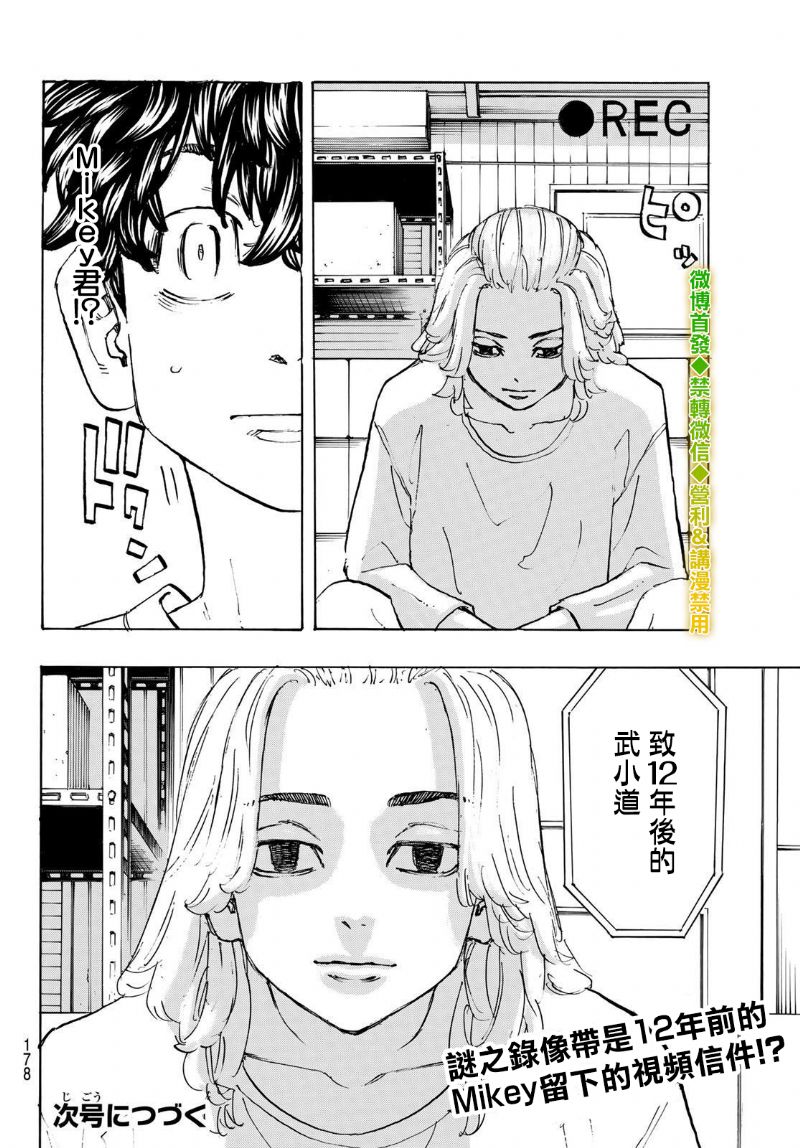 ●REC
ピッ
微博首發◆禁轉微信◆營利&講漫禁用
Mikey君!?
ドクン
致12年後的
武小道
謎之錄像帶是12年前的
Mikey留下的視頻信件!?
じごう
次号につづく
178